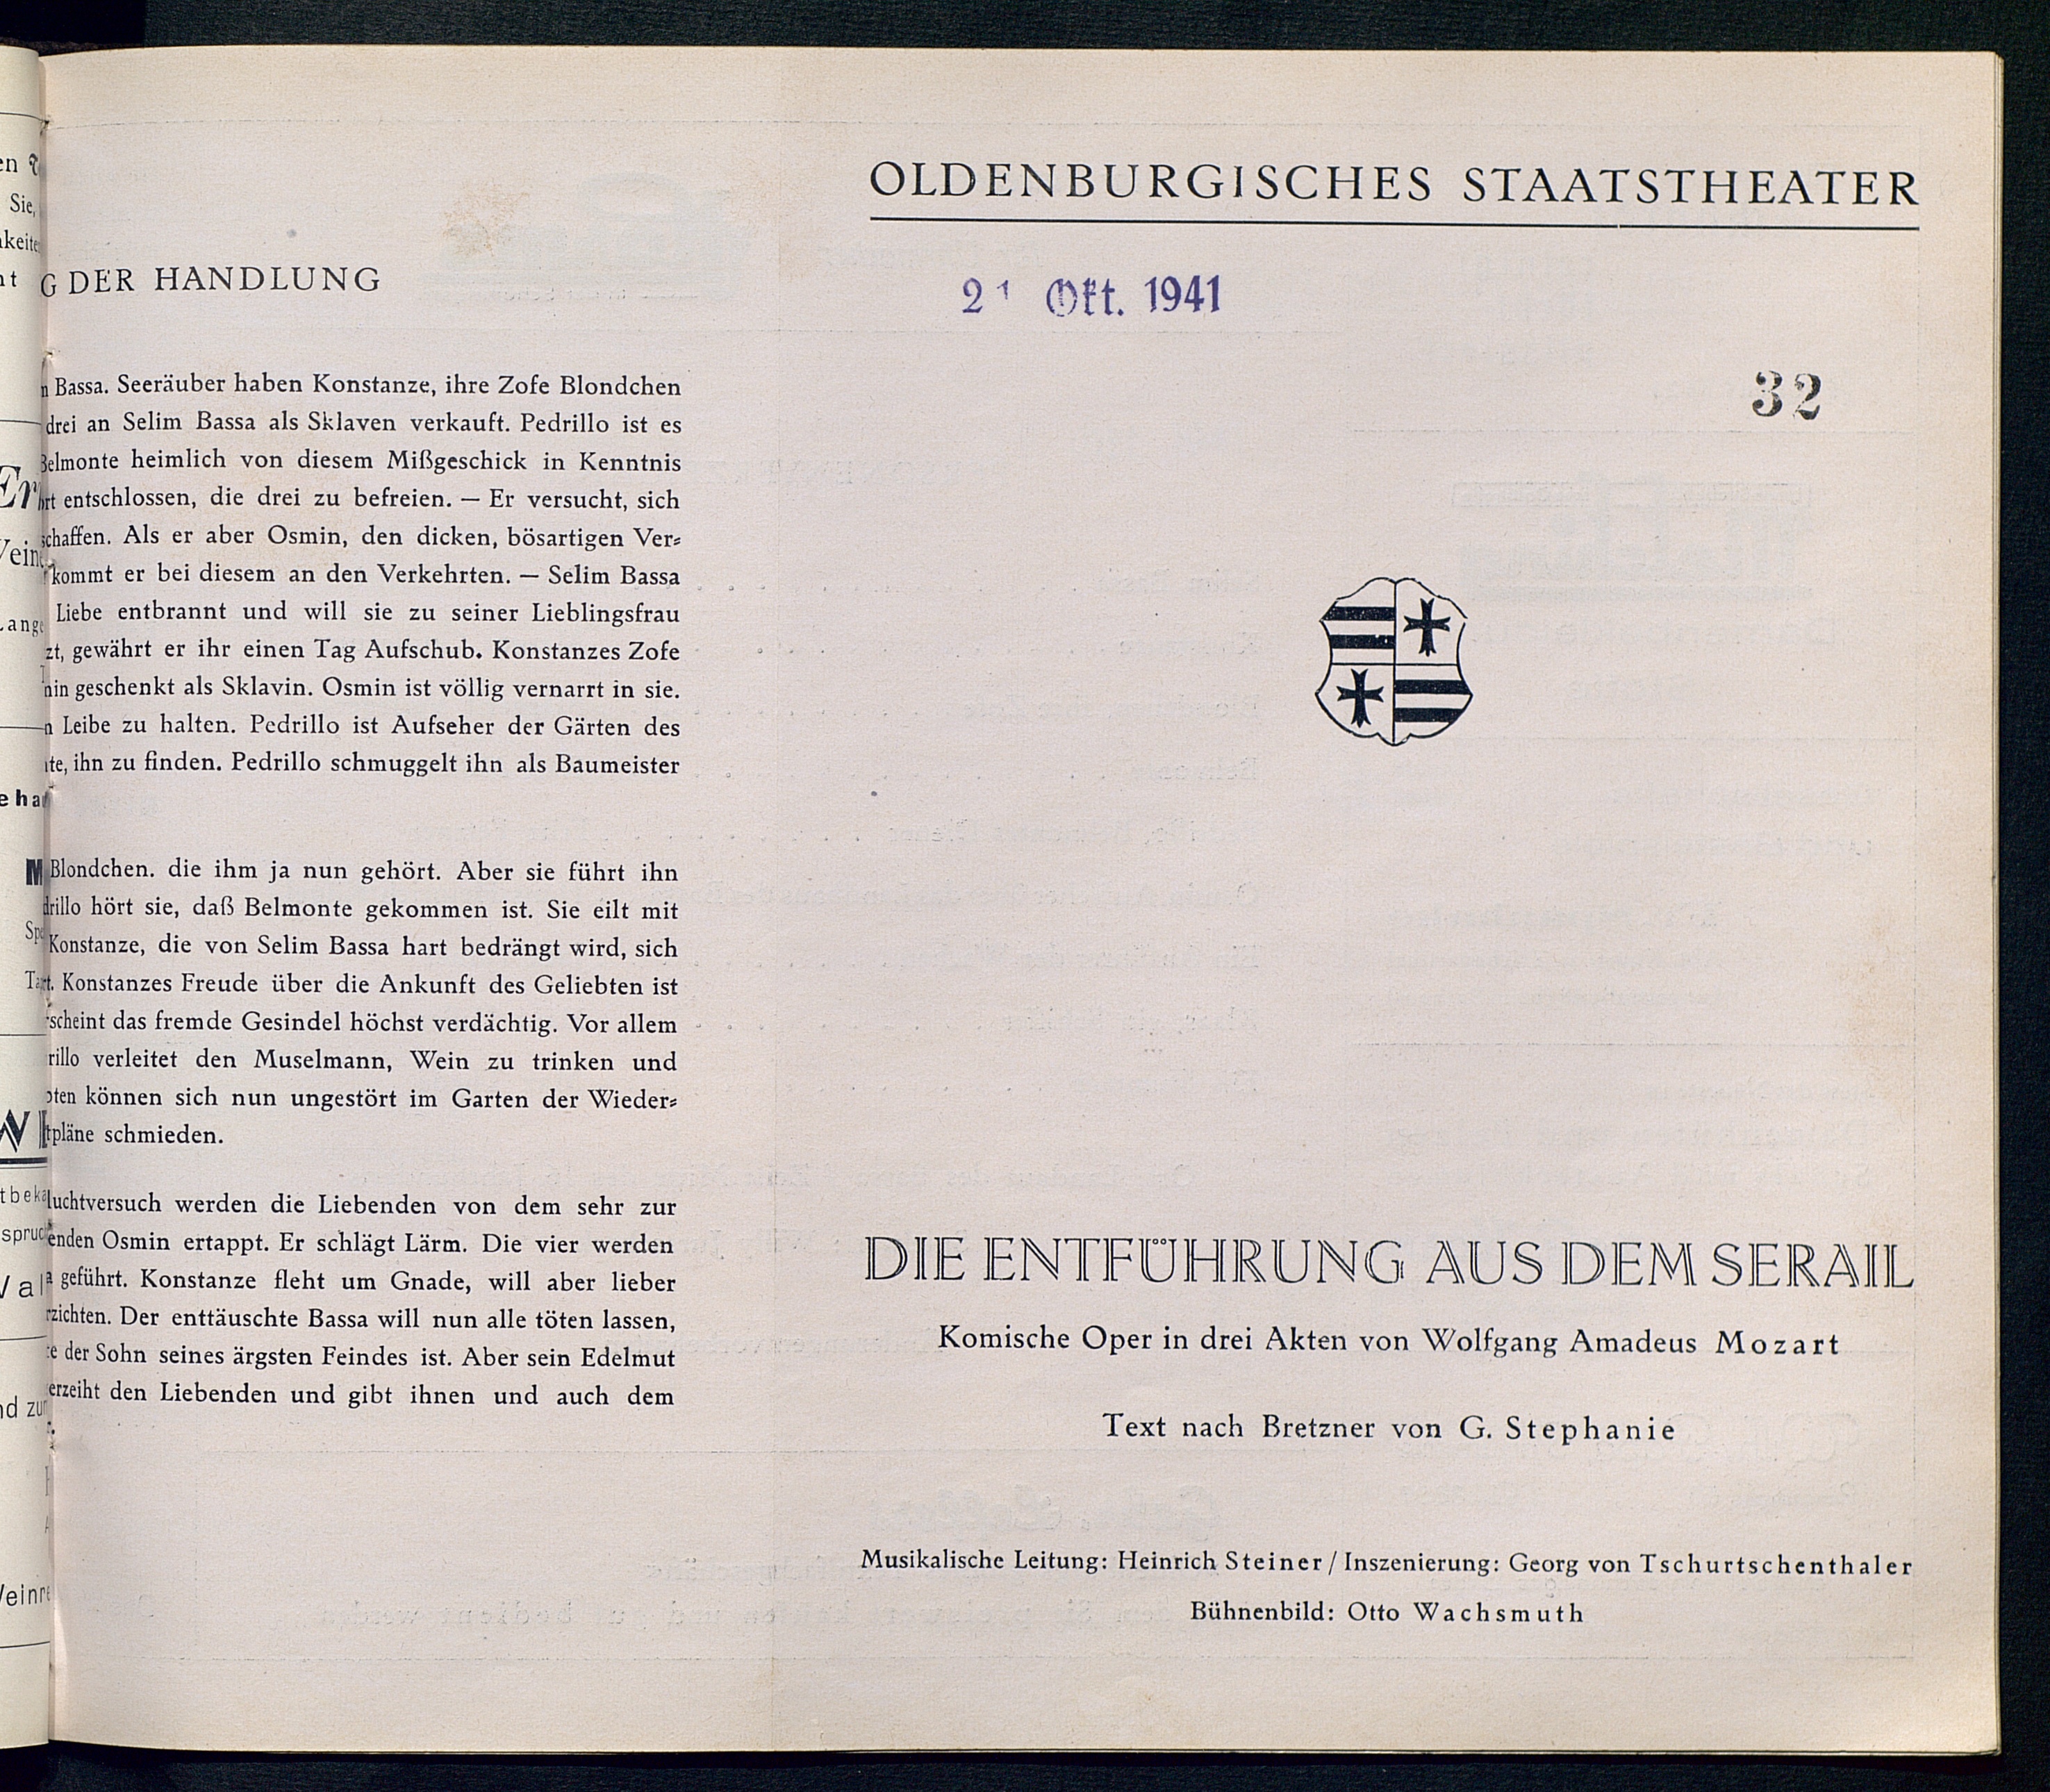 en
Sie,
G DER HANDLUNG
Bassa. Seeräuber haben Konstanze, ihre Zofe Blondchen
drei an Selim Bassa als Sklaven verkauft. Pedrillo ist es
Belmonte heimlich von diesem Mißgeschick in Kenntnis
entschlossen, die drei zu befreien. — Er versucht, sich
schaffen. Als er aber Osmin, den dicken, bösartigen Ver⸗
kommt er bei diesem an den Verkehrten. — Selim Bassa
Liebe entbrannt und will sie zu seiner Lieblingsfrau
zt, gewährt er ihr einen Tag Aufschub. Konstanzes Zofe
min geschenkt als Sklavin. Osmin ist völlig vernarrt in sie.
Leibe zu halten. Pedrillo ist Aufseher der Gärten des
te, ihn zu finden. Pedrillo schmuggelt ihn als Baumeister
Blondchen. die ihm ja nun gehört. Aber sie führt ihn
drillo hört sie, daß Belmonte gekommen ist. Sie eilt mit
Konstanze, die von Selim Bassa hart bedrängt wird, sich
t. Konstanzes Freude über die Ankunft des Geliebten ist
rscheint das fremde Gesindel höchst verdächtig. Vor allem
rillo verleitet den Muselmann, Wein zu trinken und
bten können sich nun ungestört im Garten der Wieder⸗
tpläne schmieden.
luchtversuch werden die Liebenden von dem sehr zur
enden Osmin ertappt. Er schlägt Lärm. Die vier werden
geführt. Konstanze fleht um Gnade, will aber lieber
rzichten. Der enttäuschte Bassa will nun alle töten lassen,
e der Sohn seines ärgsten Feindes ist. Aber sein Edelmut
erzeiht den Liebenden und gibt ihnen und auch dem
OLDENBURGISCHES STAATSTHEATER
21 Okt. 1941
32
DIE ENTFÜHRUNG AUS DEM SERAIL
Komische Oper in drei Akten von Wolfgang Amadeus Mozart
Text nach Bretzner von G. Stephanie
Musikalische Leitung: Heinrich Steiner / Inszenierung: Georg von Tschurtschenthaler
Bühnenbild: Otto Wachsmuth